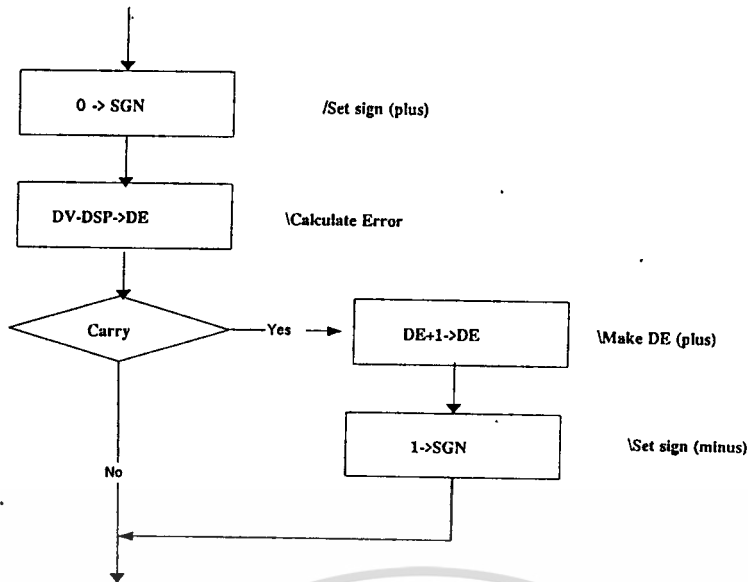 0 -> SGN
/Set sign (plus)
DV-DSP->DE
\Calculate Error
Carry
Yes
DE+1->DE
\Make DE (plus)
1->SGN
\Set sign (minus)
No